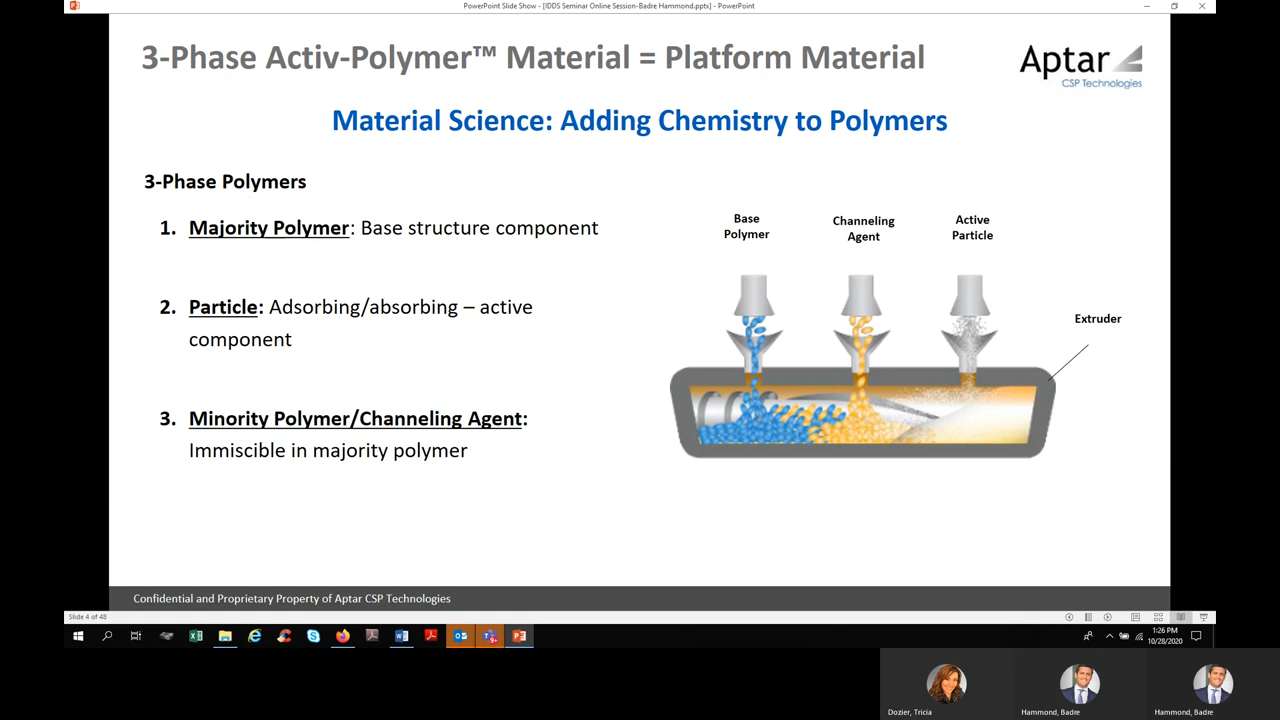 PowerPoint Slide Show - [IDDS Seminar Online Session-Badre Hammond.pptx] - PowerPoint
3-Phase Activ-Polymer™ Material = Platform Material
Aptar
CSP Technologies
Material Science: Adding Chemistry to Polymers
3-Phase Polymers
1. Majority Polymer: Base structure component
2. Particle: Adsorbing/absorbing – active
component
3. Minority Polymer/Channeling Agent:
Immiscible in majority polymer
Base
Polymer
Channeling
Agent
Active
Particle
Extruder
Confidential and Proprietary Property of Aptar CSP Technologies
Slide 4 of 48
1:26 PM
10/28/2020
Dozier, Tricia
Hammond, Badre
Hammond, Badre